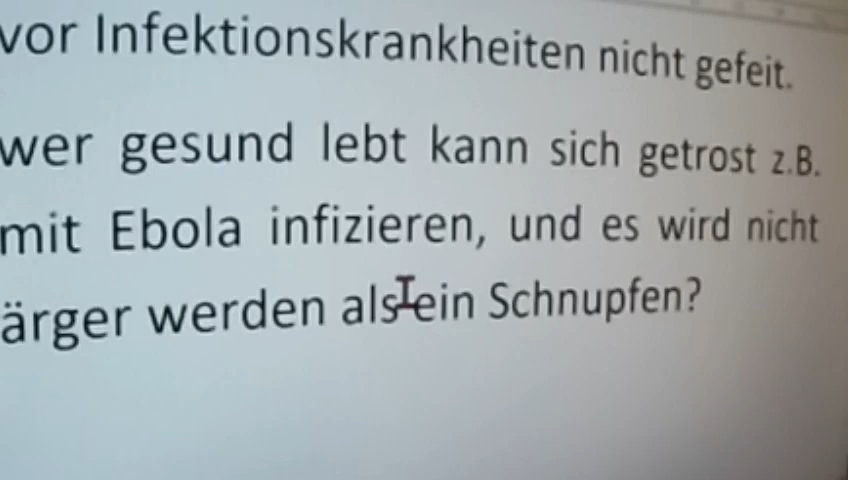 vor Infektionskrankheiten nicht gefeit.
wer gesund lebt kann sich getrost z.B.
mit Ebola infizieren, und es wird nicht
ärger werden als ein Schnupfen?